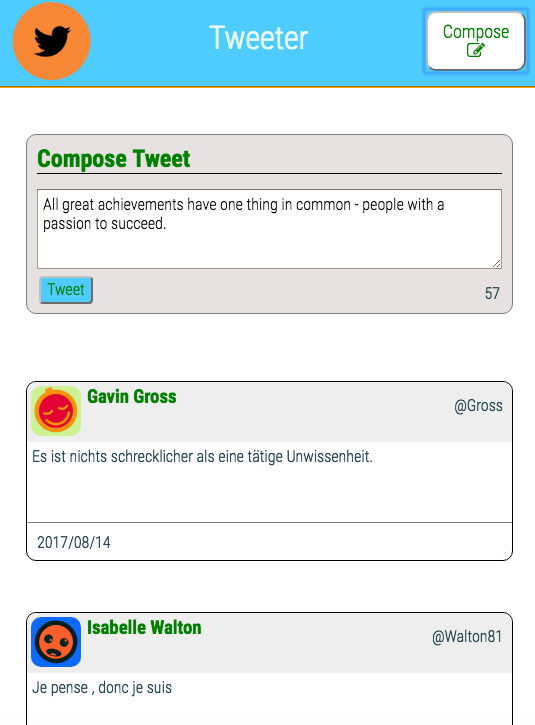 Tweeter
Compose
Compose Tweet
All great achievements have one thing in common - people with a
passion to succeed.
Tweet
57
Gavin Gross
@Gross
Es ist nichts schrecklicher als eine tätige Unwissenheit.
2017/08/14
Isabelle Walton
@Walton81
Je pense , donc je suis